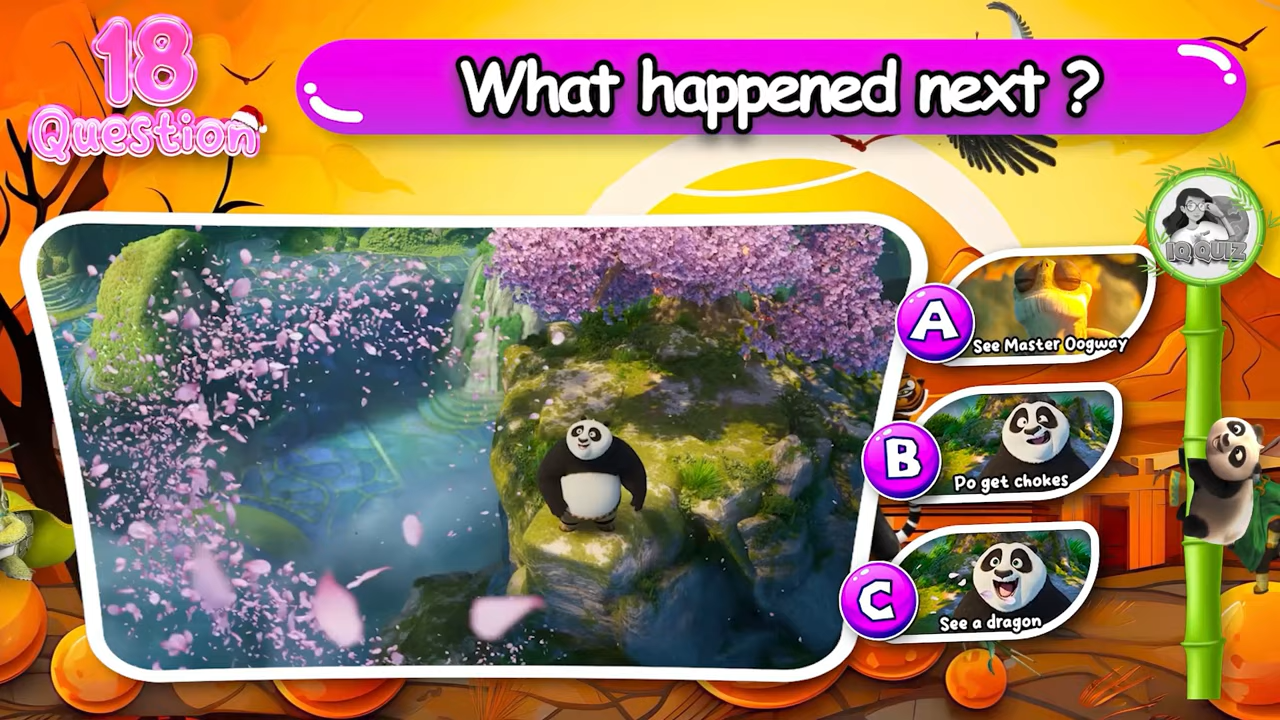 18
Question
What happened next ?
IQ QUIZ
A
See Master Oogway
B
Po get chokes
C
See a dragon